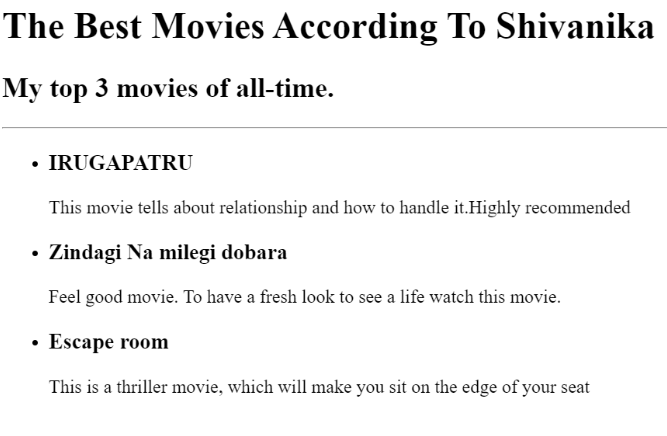 The Best Movies According To Shivanika
My top 3 movies of all-time.
IRUGAPATRU
This movie tells about relationship and how to handle it.Highly recommended
Zindagi Na milegi dobara
Feel good movie. To have a fresh look to see a life watch this movie.
Escape room
This is a thriller movie, which will make you sit on the edge of your seat